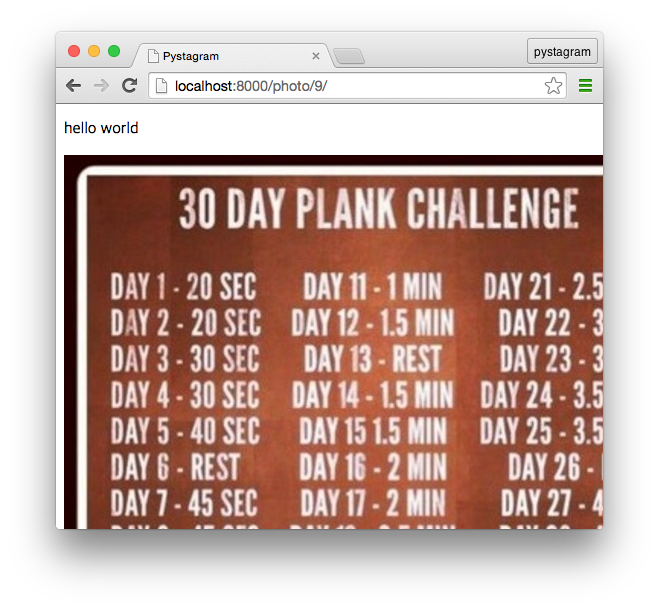 Pystagram
pystagram
localhost:8000/photo/9/
hello world
30 DAY PLANK CHALLENGE
DAY 1 - 20 SEC DAY 11 - 1 MIN DAY 21 - 2.5
DAY 2 - 20 SEC DAY 12 - 1.5 MIN DAY 22 - 3
DAY 3 - 30 SEC DAY 13 - REST DAY 23 - 3
DAY 4 - 30 SEC DAY 14 - 1.5 MIN DAY 24 - 3.5
DAY 5 - 40 SEC DAY 15 1.5 MIN DAY 25 - 3.5
DAY 6 - REST DAY 16 - 2 MIN DAY 26 -
DAY 7 - 45 SEC DAY 17 - 2 MIN DAY 27 - 4